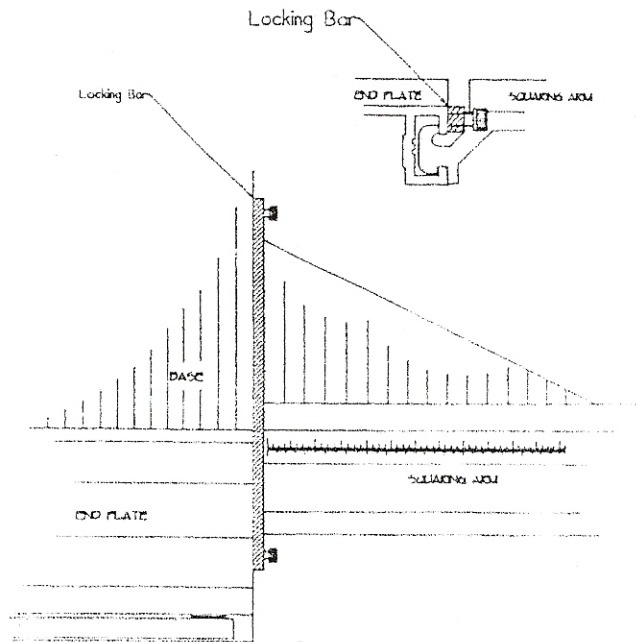 Locking Bar
END PLATE
SQUARING ARM
Locking Bar
BASE
SQUARING ARM
END PLATE